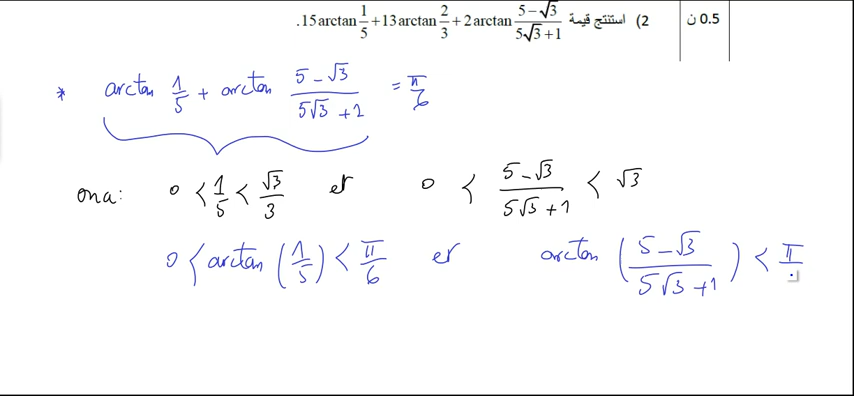 0.5 ن (2 استنتج قيمة 15arctan 1/5 + 13arctan 2/3 + 2arctan (5-√3)/(5√3+1).
* arctan 1/5 + arctan (5-√3)/(5√3+1) = π/6
on a: 0 < 1/5 < √3/3 et 0 < (5-√3)/(5√3+1) < √3
0 < arctan (1/5) < π/6 et arctan ((5-√3)/(5√3+1)) < π